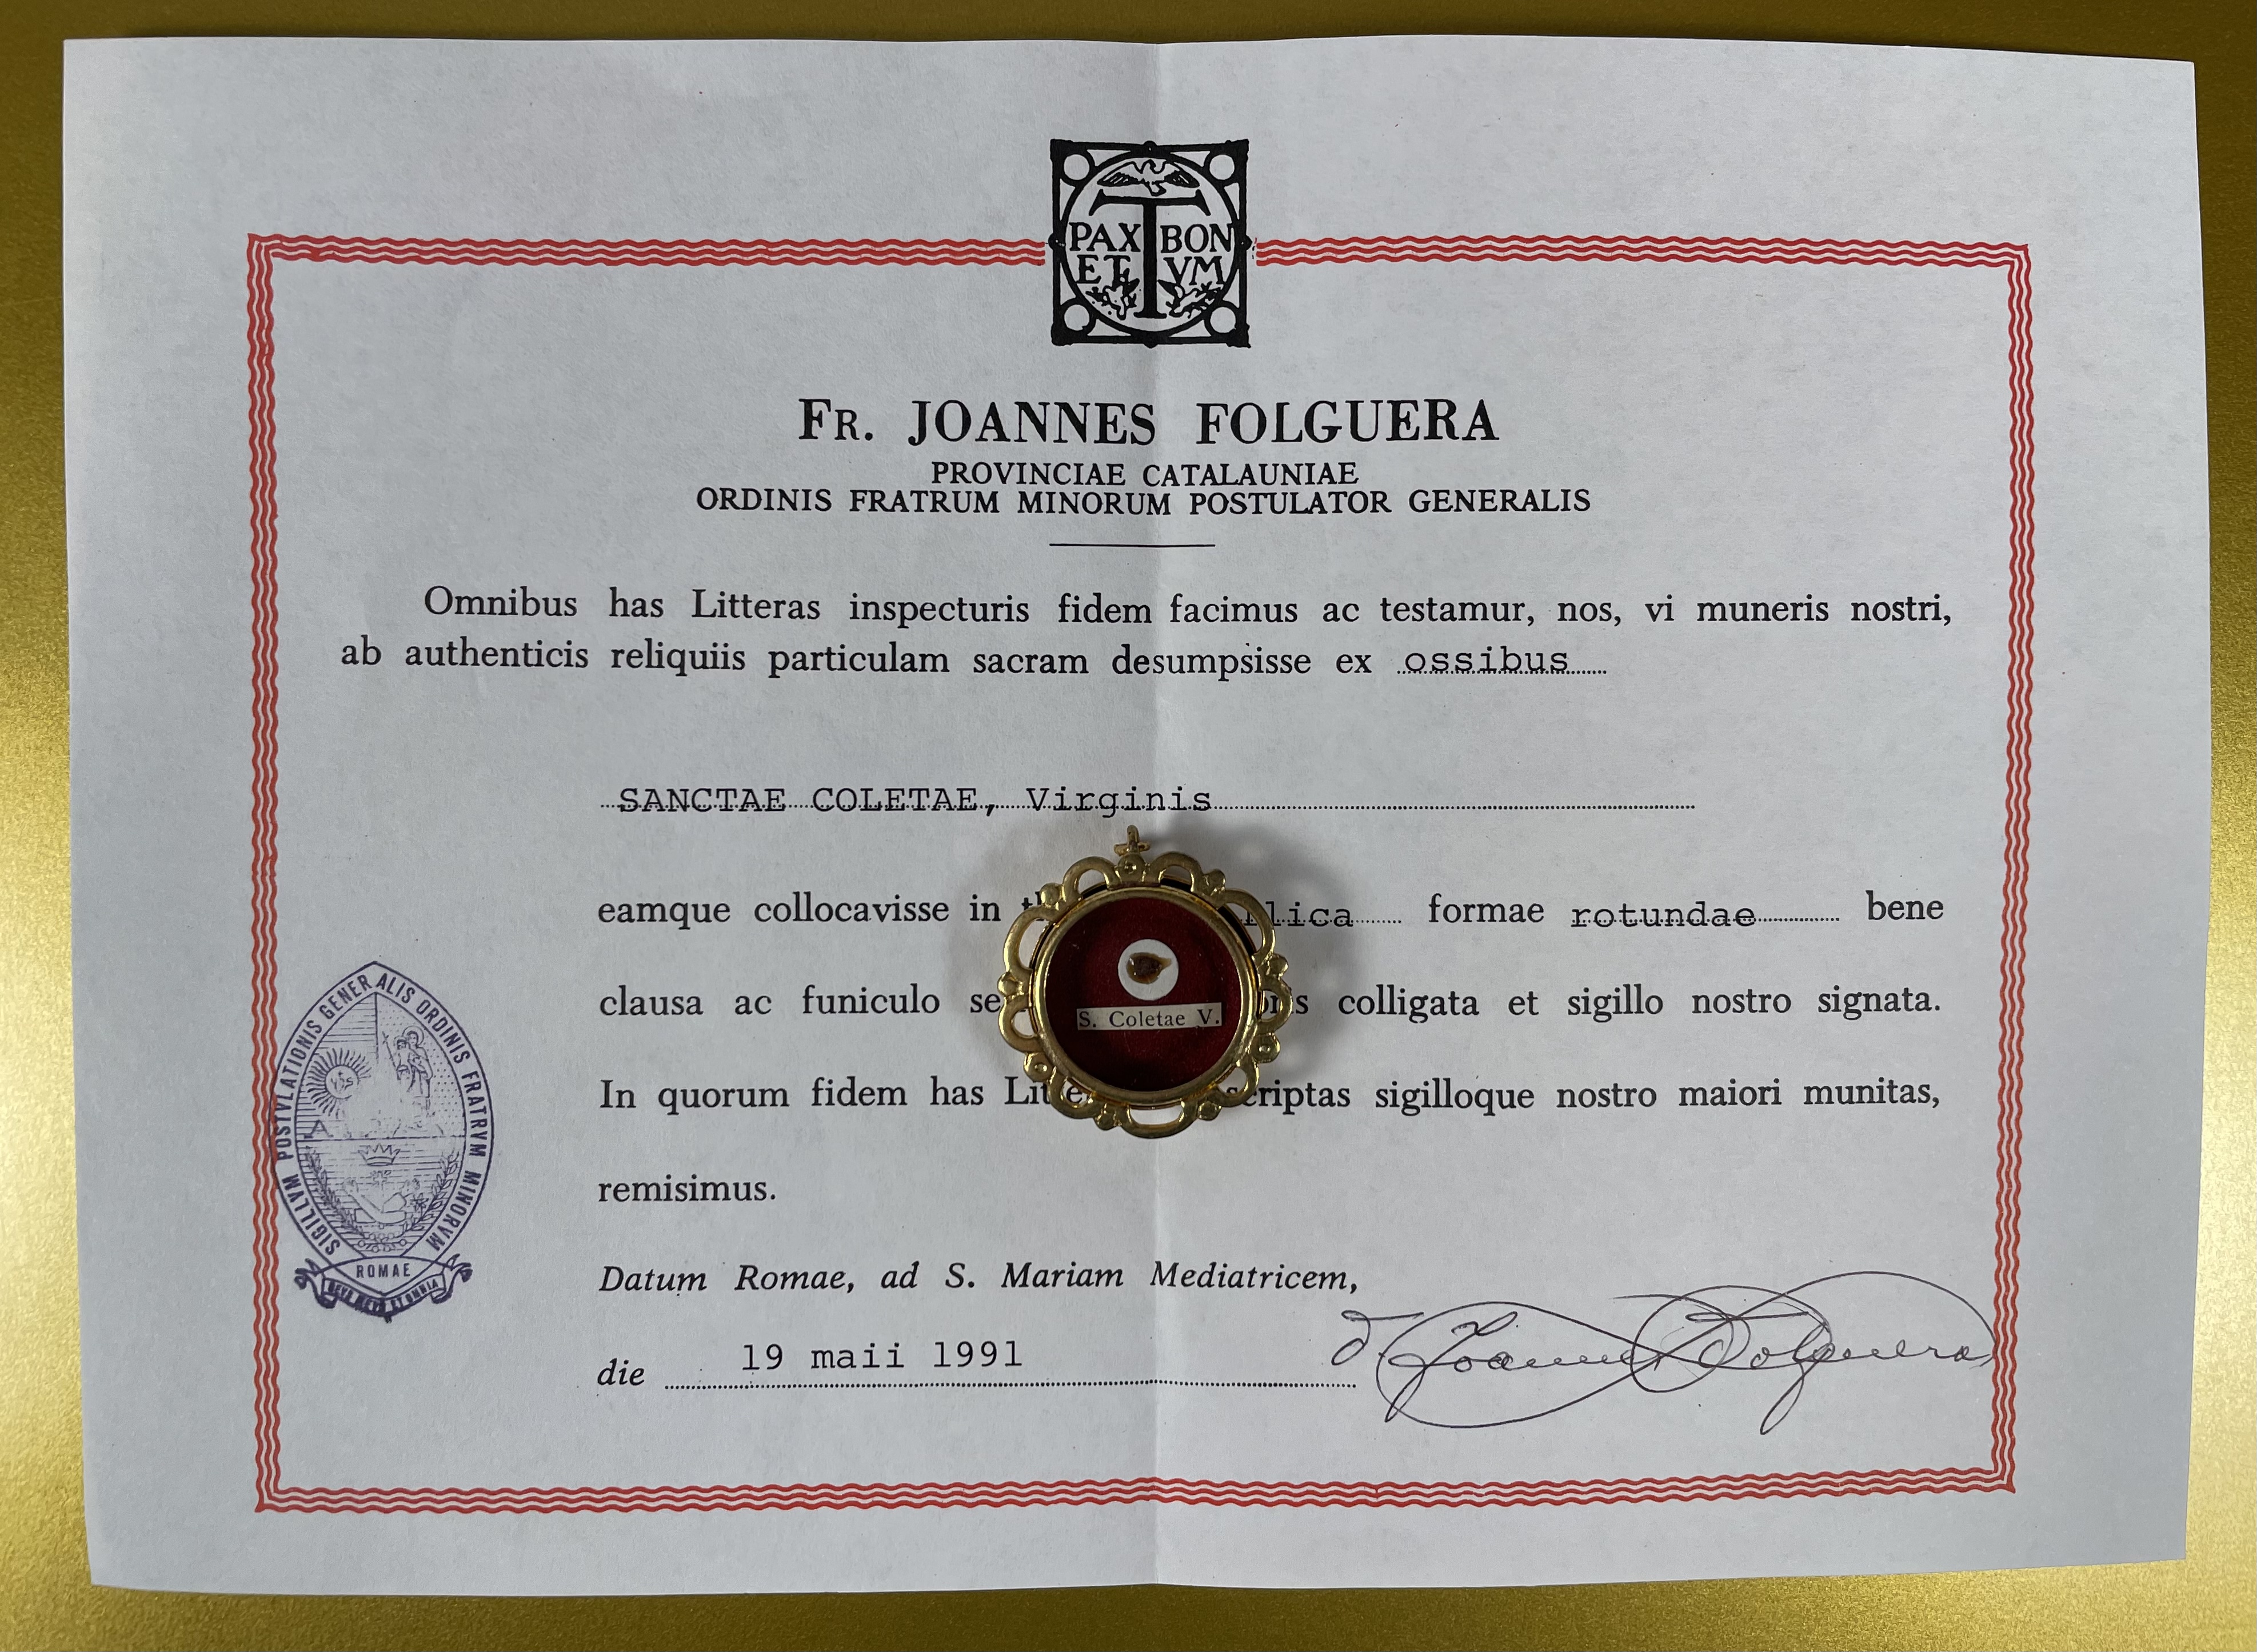 PAX BON
ET VM
FR. JOANNES FOLGUERA
PROVINCIAE CATALAUNIAE
ORDINIS FRATRUM MINORUM POSTULATOR GENERALIS
Omnibus has Litteras inspecturis fidem facimus ac testamur, nos, vi muneris nostri,
ab authenticis reliquiis particulam sacram desumpsisse ex ossibus
SANCTAE COLETAE, Virginis
eamque collocavisse in formae rotundae bene
clausa ac funiculo colligata et sigillo nostro signata.
S. Coletae V.
In quorum fidem has sigilloque nostro maiori munitas,
remisimus.
SIGILLVM POSTVLATIONIS GENERALIS ORDINIS FRATRVM MINORVM
ROMAE
Datum Romae, ad S. Mariam Mediatricem,
die 19 maii 1991
Joannes Folguera